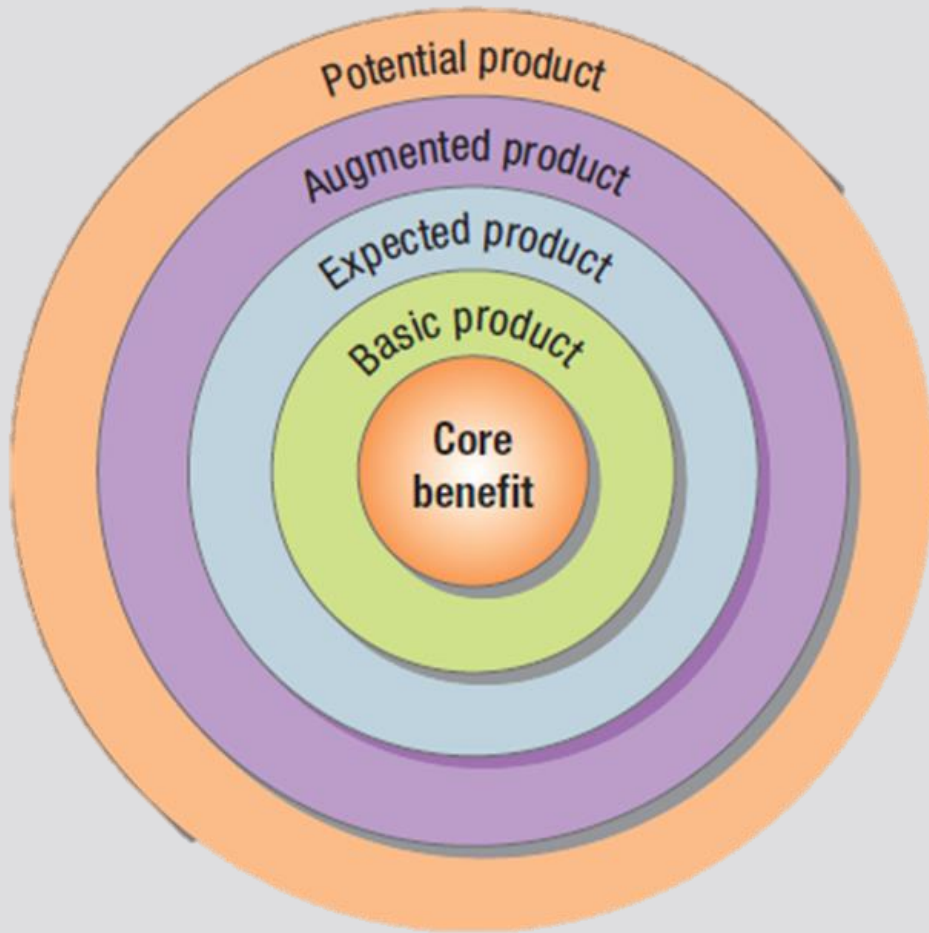 Potential product
Augmented product
Expected product
Basic product
Core
benefit